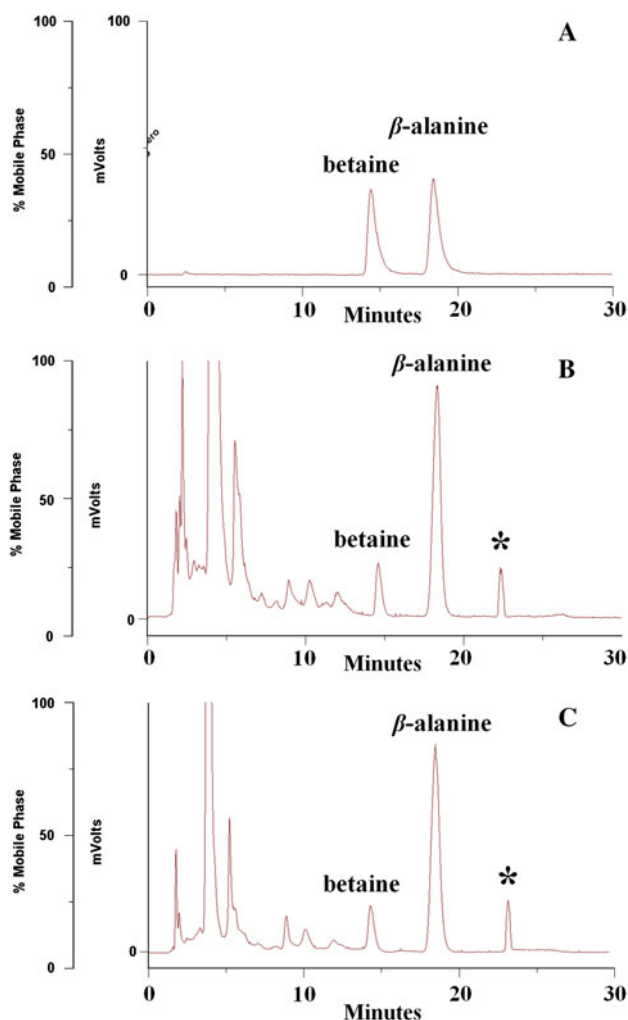 100
100
A
β-alanine
betaine
% Mobile Phase
50
mVolts
0
0
0
10
20
30
Minutes
100
100
B
β-alanine
betaine
*
% Mobile Phase
50
mVolts
0
0
0
10
20
30
Minutes
100
100
C
β-alanine
betaine
*
% Mobile Phase
50
mVolts
0
0
0
10
20
30
Minutes